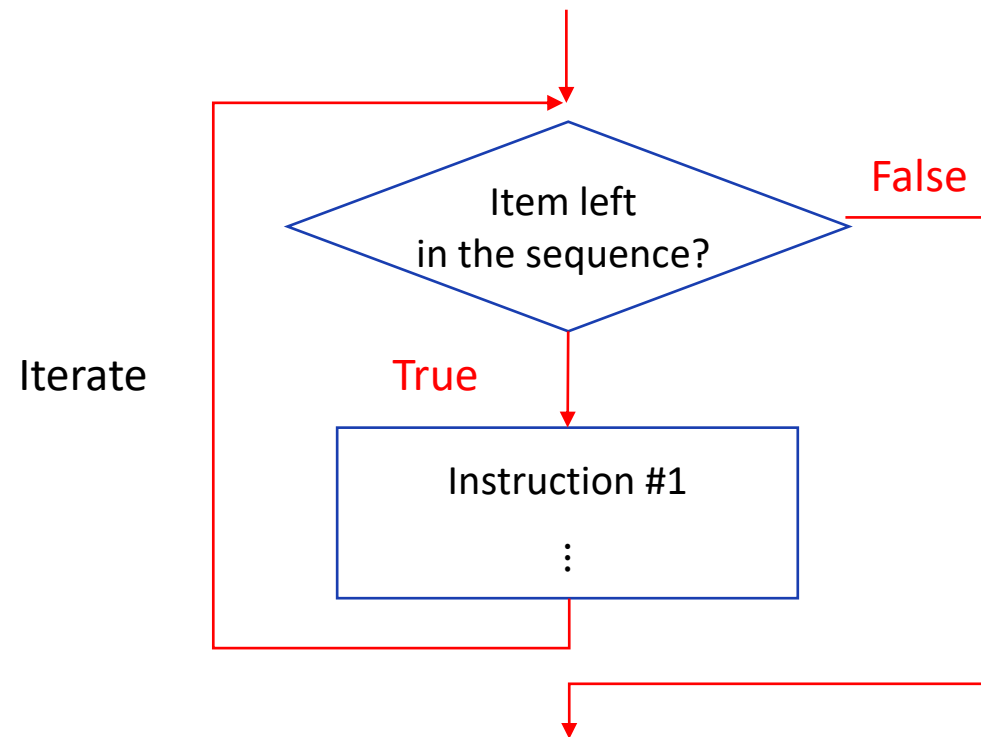 False
Item left
in the sequence?
Iterate
True
Instruction #1
⋮